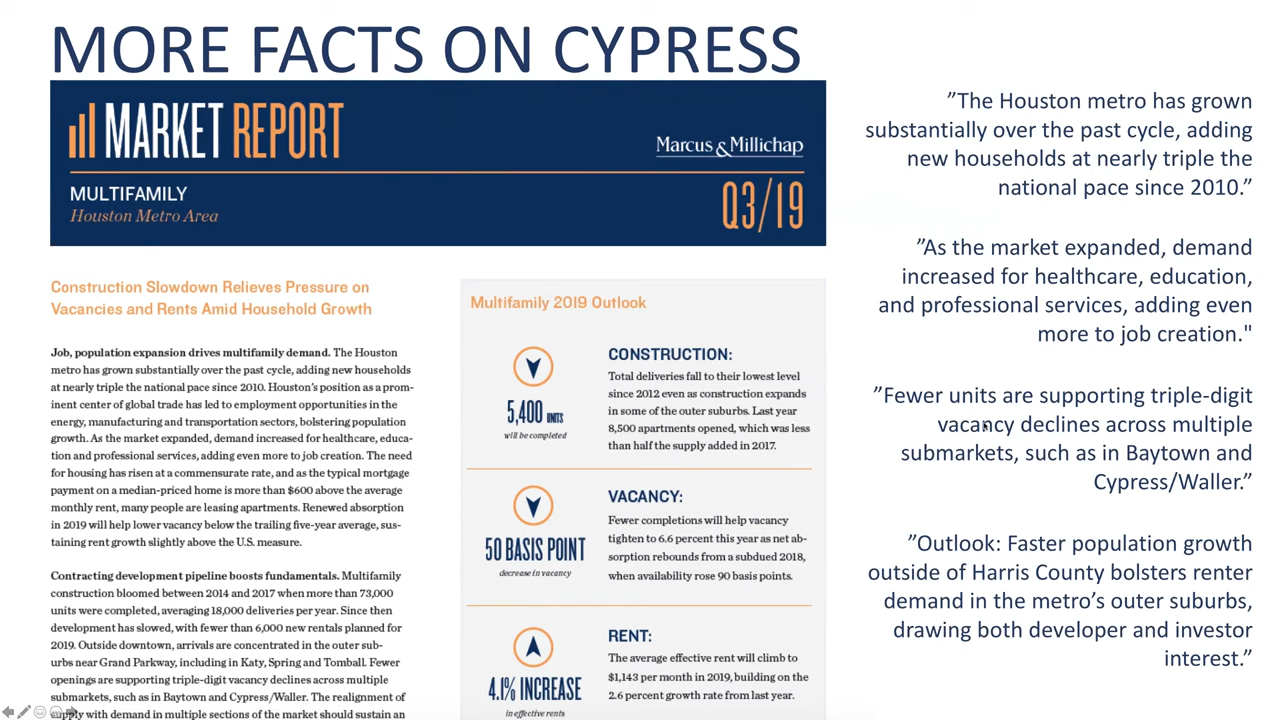 MORE FACTS ON CYPRESS
MARKET REPORT
Marcus & Millichap
MULTIFAMILY
Houston Metro Area
Q3/19
Construction Slowdown Relieves Pressure on
Vacancies and Rents Amid Household Growth
Job, population expansion drives multifamily demand. The Houston
metro has grown substantially over the past cycle, adding new households
at nearly triple the national pace since 2010. Houston's position as a prom-
inent center of global trade has led to employment opportunities in the
energy, manufacturing and transportation sectors, bolstering population
growth. As the market expanded, demand increased for healthcare, educa-
tion and professional services, adding even more to job creation. The need
for housing has risen at a commensurate rate, and as the typical mortgage
payment on a median-priced home is more than $600 above the average
monthly rent, many people are leasing apartments. Renewed absorption
in 2019 will help lower vacancy below the trailing five-year average, sus-
taining rent growth slightly above the U.S. measure.
Contracting development pipeline boosts fundamentals. Multifamily
construction bloomed between 2014 and 2017 when more than 73,000
units were completed, averaging 18,000 deliveries per year. Since then
development has slowed, with fewer than 6,000 new rentals planned for
2019. Outside downtown, arrivals are concentrated in the outer sub-
urbs near Grand Parkway, including in Katy, Spring and Tomball. Fewer
openings are supporting triple-digit vacancy declines across multiple
submarkets, such as in Baytown and Cypress/Waller. The realignment of
supply with demand in multiple sections of the market should sustain an
Multifamily 2019 Outlook
5,400 UNITS
will be completed
CONSTRUCTION:
Total deliveries fall to their lowest level
since 2012 even as construction expands
in some of the outer suburbs. Last year
8,500 apartments opened, which was less
than half the supply added in 2017.
50 BASIS POINT
decrease in vacancy
VACANCY:
Fewer completions will help vacancy
tighten to 6.6 percent this year as net ab-
sorption rebounds from a subdued 2018,
when availability rose 90 basis points.
4.1% INCREASE
in effective rents
RENT:
The average effective rent will climb to
$1,143 per month in 2019, building on the
2.6 percent growth rate from last year.
”The Houston metro has grown
substantially over the past cycle, adding
new households at nearly triple the
national pace since 2010.”
”As the market expanded, demand
increased for healthcare, education,
and professional services, adding even
more to job creation."
”Fewer units are supporting triple-digit
vacancy declines across multiple
submarkets, such as in Baytown and
Cypress/Waller.”
”Outlook: Faster population growth
outside of Harris County bolsters renter
demand in the metro’s outer suburbs,
drawing both developer and investor
interest.”